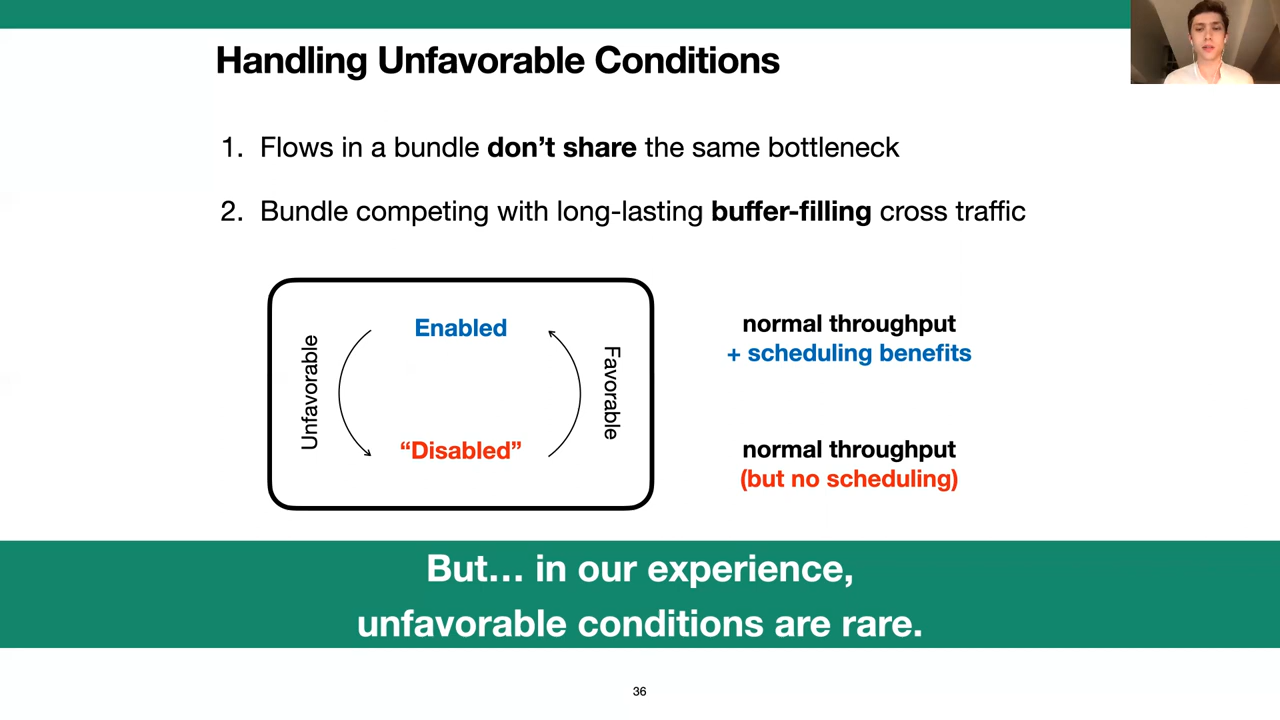 Handling Unfavorable Conditions
1. Flows in a bundle don’t share the same bottleneck
2. Bundle competing with long-lasting buffer-filling cross traffic
Unfavorable
Enabled
“Disabled”
Favorable
normal throughput
+ scheduling benefits
normal throughput
(but no scheduling)
But… in our experience,
unfavorable conditions are rare.
36